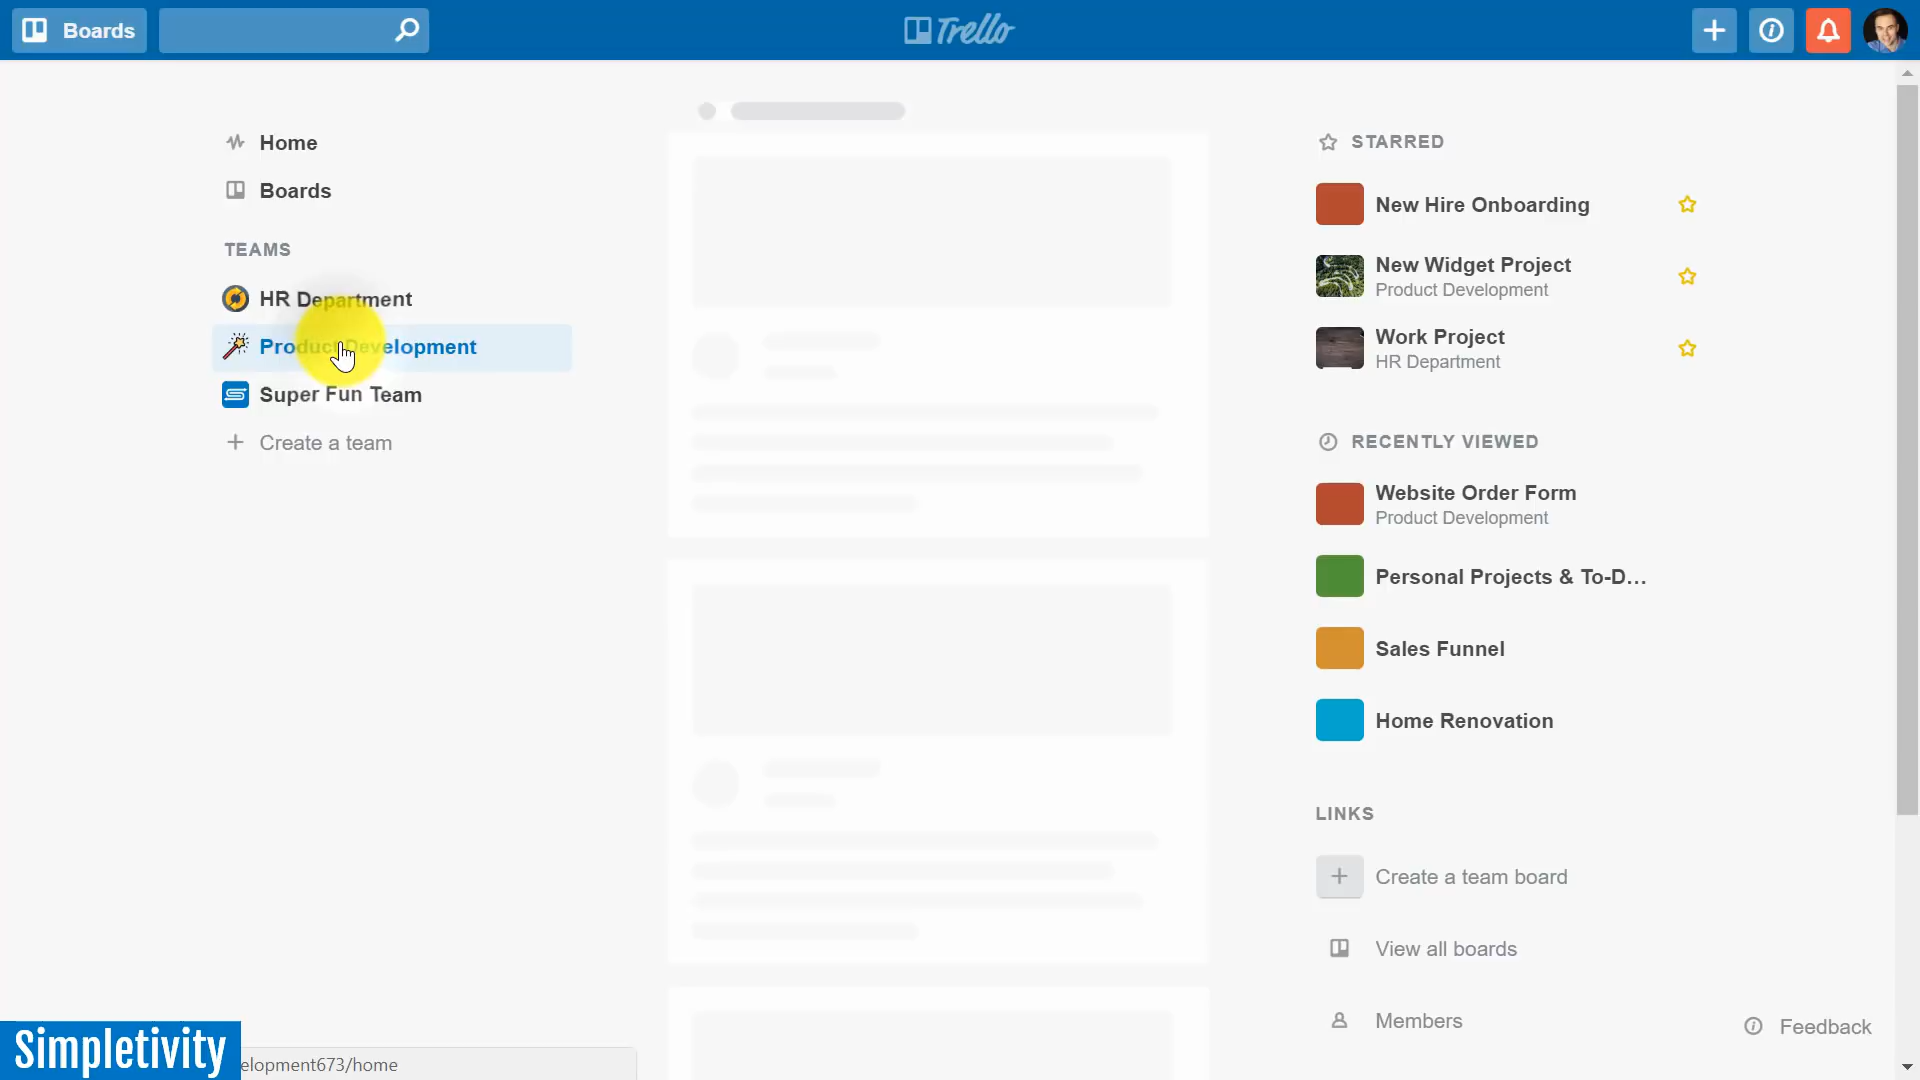 Boards
Trello
Home
Boards
TEAMS
HR Department
Product Development
Super Fun Team
Create a team
STARRED
New Hire Onboarding
New Widget Project
Product Development
Work Project
HR Department
RECENTLY VIEWED
Website Order Form
Product Development
Personal Projects & To-D...
Sales Funnel
Home Renovation
LINKS
Create a team board
View all boards
Members
Feedback
Simpletivity
elopment673/home